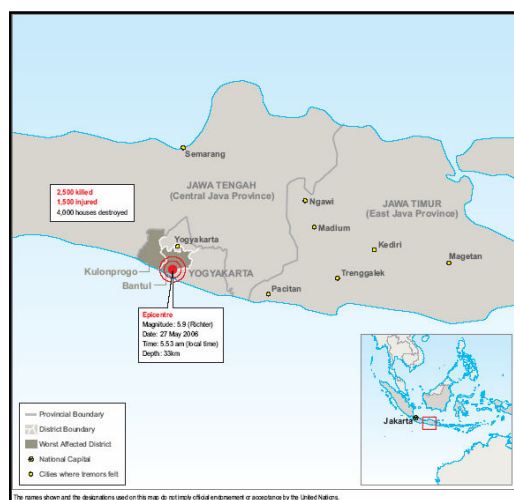 Semarang
2,500 killed
1,500 injured
4,000 houses destroyed
JAWA TENGAH
(Central Java Province)
Ngawi
JAWA TIMUR
(East Java Province)
Madium
Yogyakarta
Kediri
Kulonprogo
YOGYAKARTA
Magetan
Bantul
Trenggalek
Pacitan
Epicentre
Magnitude: 5.9 (Richter)
Date: 27 May 2006
Time: 5.53 am (local time)
Depth: 33km
Jakarta
Provincial Boundary
District Boundary
Worst Affected District
National Capital
Cities where tremors felt
The names shown and the designations used on this map do not imply official endorsement or acceptance by the United Nations.